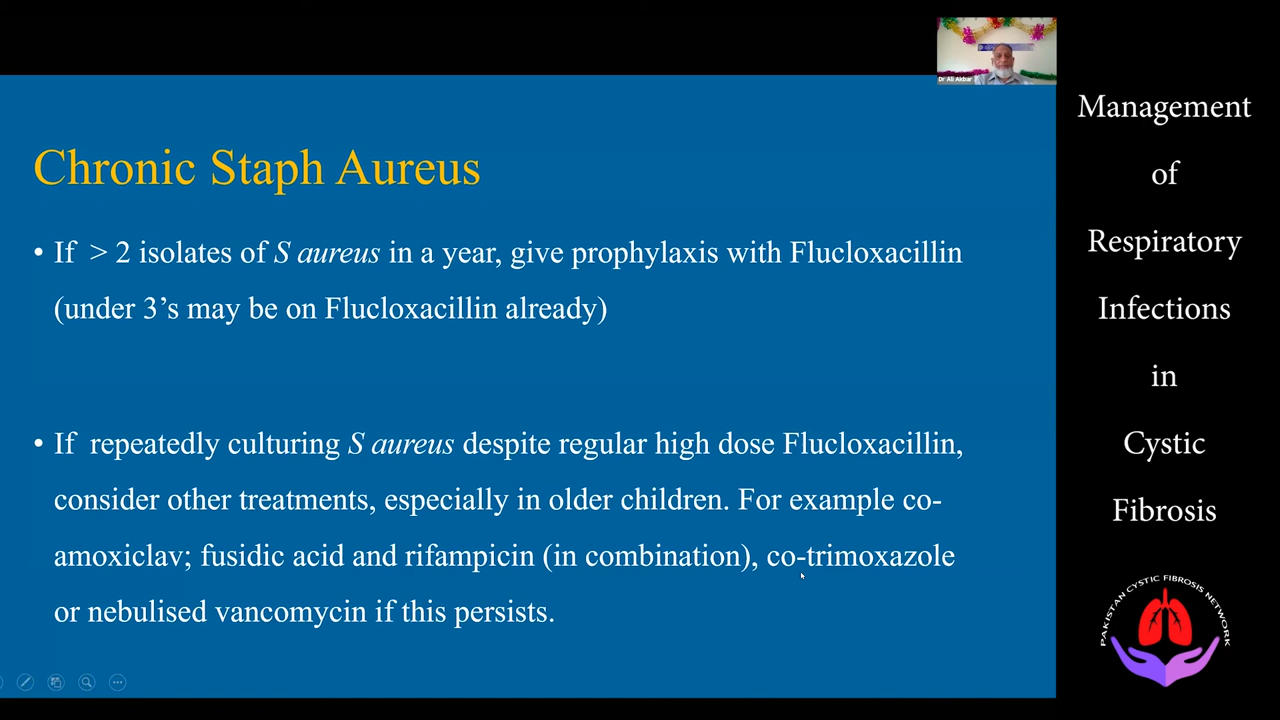 Dr Ali Akbar
Chronic Staph Aureus
• If > 2 isolates of S aureus in a year, give prophylaxis with Flucloxacillin
(under 3’s may be on Flucloxacillin already)
• If repeatedly culturing S aureus despite regular high dose Flucloxacillin,
consider other treatments, especially in older children. For example co-
amoxiclav; fusidic acid and rifampicin (in combination), co-trimoxazole
or nebulised vancomycin if this persists.
Management
of
Respiratory
Infections
in
Cystic
Fibrosis
PAKISTAN CYSTIC FIBROSIS NETWORK